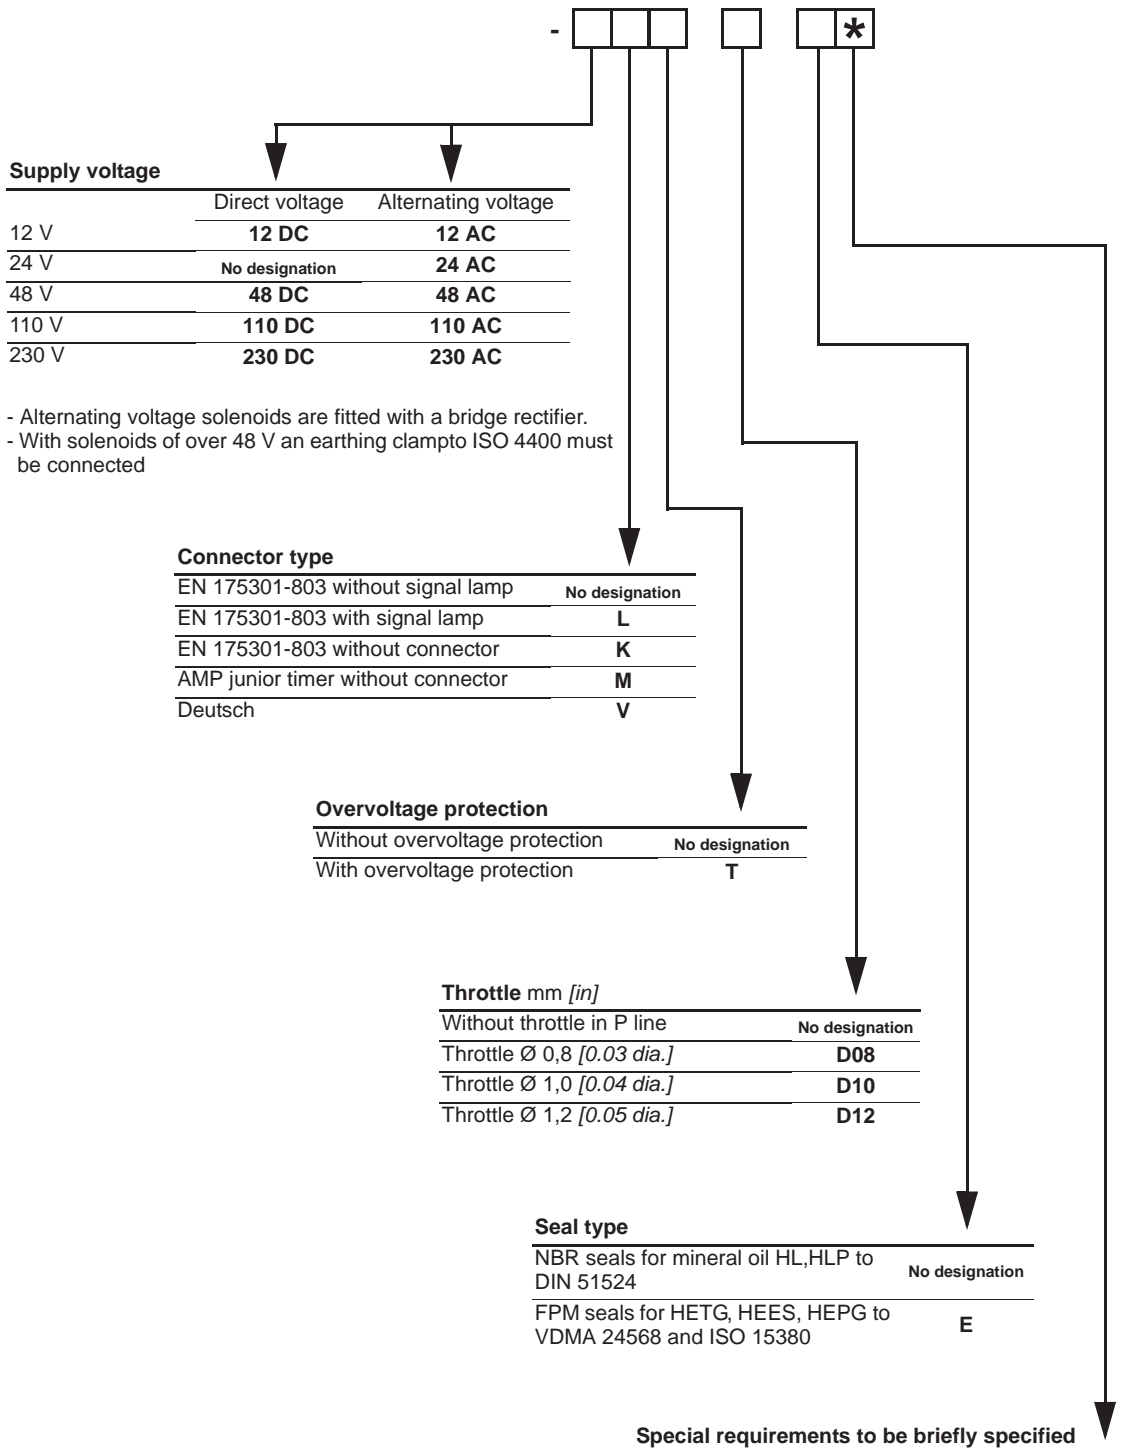 - *
Supply voltage
Direct voltage Alternating voltage
12 V 12 DC 12 AC
24 V No designation 24 AC
48 V 48 DC 48 AC
110 V 110 DC 110 AC
230 V 230 DC 230 AC
- Alternating voltage solenoids are fitted with a bridge rectifier.
- With solenoids of over 48 V an earthing clampto ISO 4400 must
be connected
Connector type
EN 175301-803 without signal lamp No designation
EN 175301-803 with signal lamp L
EN 175301-803 without connector K
AMP junior timer without connector M
Deutsch V
Overvoltage protection
Without overvoltage protection No designation
With overvoltage protection T
Throttle mm [in]
Without throttle in P line No designation
Throttle Ø 0,8 [0.03 dia.] D08
Throttle Ø 1,0 [0.04 dia.] D10
Throttle Ø 1,2 [0.05 dia.] D12
Seal type
NBR seals for mineral oil HL,HLP to
DIN 51524 No designation
FPM seals for HETG, HEES, HEPG to
VDMA 24568 and ISO 15380 E
Special requirements to be briefly specified